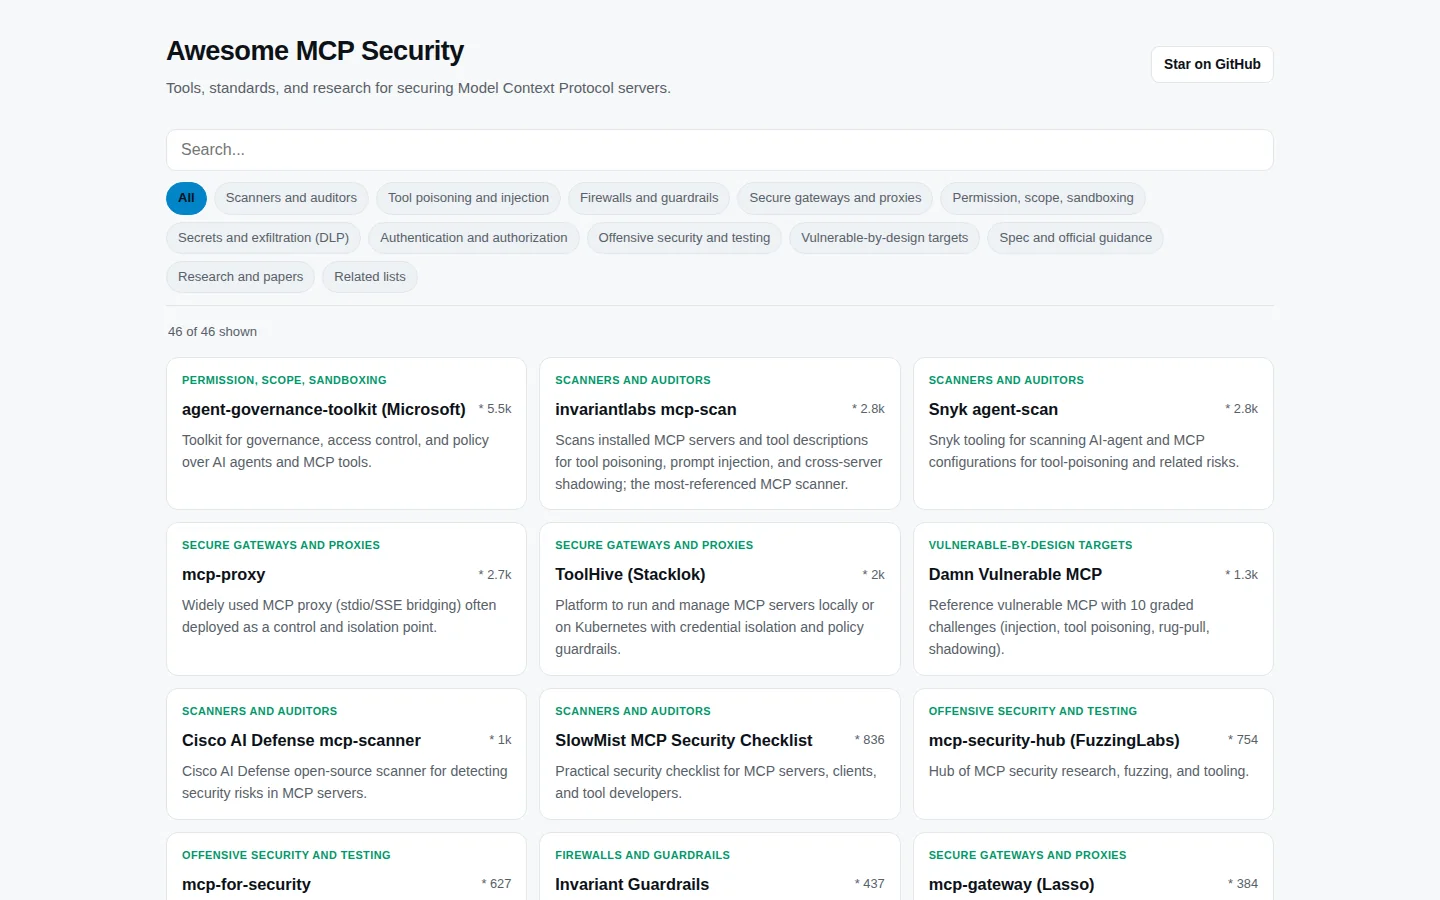 Awesome MCP Security
Tools, standards, and research for securing Model Context Protocol servers.
Star on GitHub
Search...
All
Scanners and auditors
Tool poisoning and injection
Firewalls and guardrails
Secure gateways and proxies
Permission, scope, sandboxing
Secrets and exfiltration (DLP)
Authentication and authorization
Offensive security and testing
Vulnerable-by-design targets
Spec and official guidance
Research and papers
Related lists
46 of 46 shown
PERMISSION, SCOPE, SANDBOXING
agent-governance-toolkit (Microsoft)
* 5.5k
Toolkit for governance, access control, and policy
over AI agents and MCP tools.
SCANNERS AND AUDITORS
invariantlabs mcp-scan
* 2.8k
Scans installed MCP servers and tool descriptions
for tool poisoning, prompt injection, and cross-server
shadowing; the most-referenced MCP scanner.
SCANNERS AND AUDITORS
Snyk agent-scan
* 2.8k
Snyk tooling for scanning AI-agent and MCP
configurations for tool-poisoning and related risks.
SECURE GATEWAYS AND PROXIES
mcp-proxy
* 2.7k
Widely used MCP proxy (stdio/SSE bridging) often
deployed as a control and isolation point.
SECURE GATEWAYS AND PROXIES
ToolHive (Stacklok)
* 2k
Platform to run and manage MCP servers locally or
on Kubernetes with credential isolation and policy
guardrails.
VULNERABLE-BY-DESIGN TARGETS
Damn Vulnerable MCP
* 1.3k
Reference vulnerable MCP with 10 graded
challenges (injection, tool poisoning, rug-pull,
shadowing).
SCANNERS AND AUDITORS
Cisco AI Defense mcp-scanner
* 1k
Cisco AI Defense open-source scanner for detecting
security risks in MCP servers.
SCANNERS AND AUDITORS
SlowMist MCP Security Checklist
* 836
Practical security checklist for MCP servers, clients,
and tool developers.
OFFENSIVE SECURITY AND TESTING
mcp-security-hub (FuzzingLabs)
* 754
Hub of MCP security research, fuzzing, and tooling.
OFFENSIVE SECURITY AND TESTING
mcp-for-security
* 627
FIREWALLS AND GUARDRAILS
Invariant Guardrails
* 437
SECURE GATEWAYS AND PROXIES
mcp-gateway (Lasso)
* 384